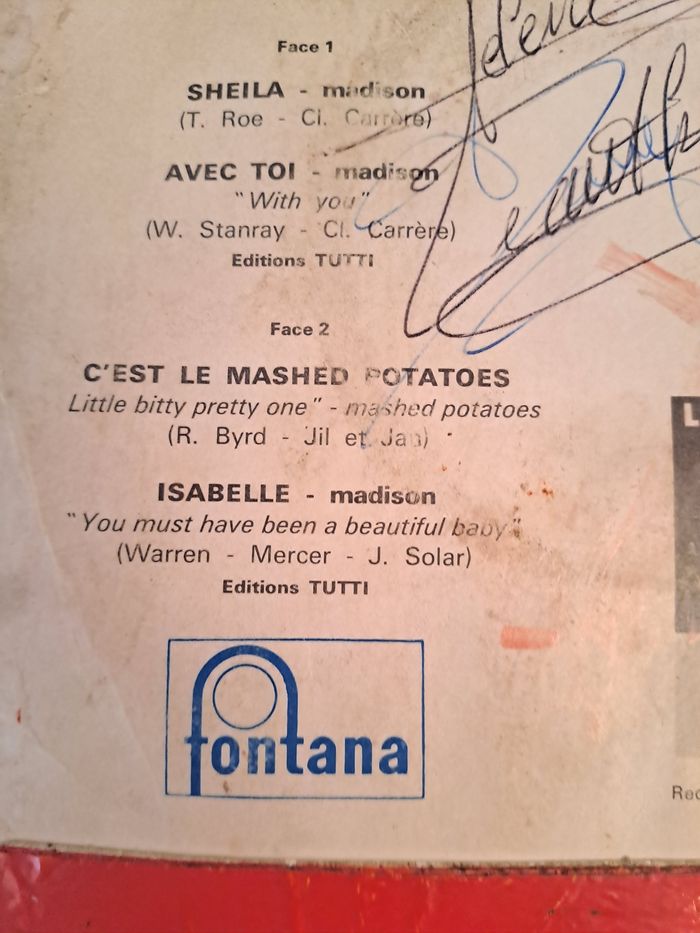 Face 1
SHEILA - madison
(T. Roe - Cl. Carrère)
AVEC TOI - madison
"With you"
(W. Stanray - Cl. Carrère)
Editions TUTTI
Face 2
C'EST LE MASHED POTATOES
Little bitty pretty one" - mashed potatoes
(R. Byrd - Jil et Jan)
ISABELLE - madison
"You must have been a beautiful baby"
(Warren - Mercer - J. Solar)
Editions TUTTI
fontana